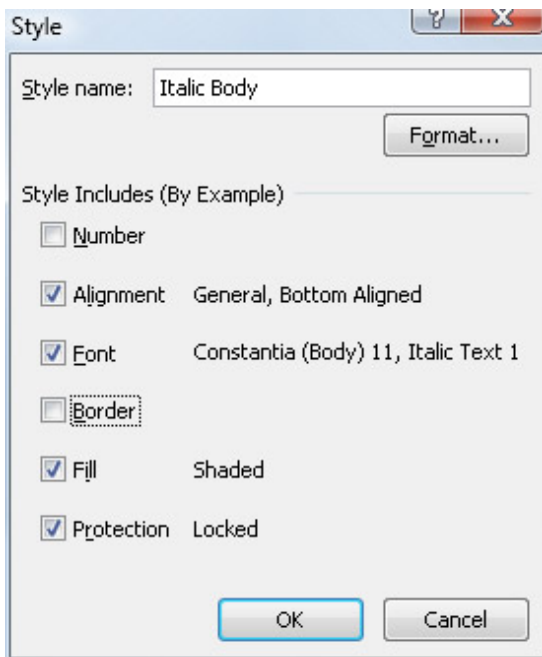 Style
Style name: Italic Body
Format...
Style Includes (By Example)
Number
Alignment General, Bottom Aligned
Font Constantia (Body) 11, Italic Text 1
Border
Fill Shaded
Protection Locked
OK Cancel